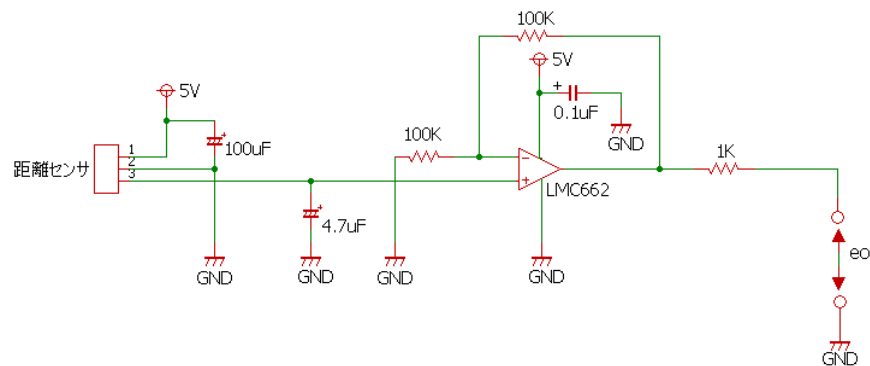 100K
5V
5V
+
0.1uF
GND
100K
1K
距離センサ
1
2
3
+
100uF
−
+
LMC662
+
4.7uF
eo
GND
GND
GND
GND
GND